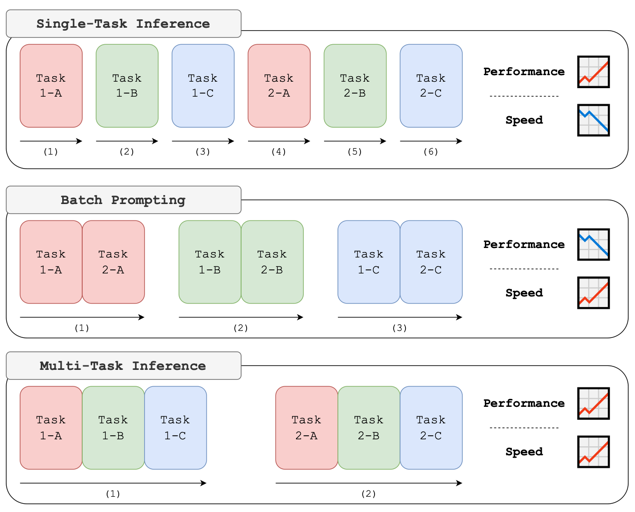 Single-Task Inference
Task Task Task Task Task Task
1-A 1-B 1-C 2-A 2-B 2-C
Performance
Speed
(1) (2) (3) (4) (5) (6)
Batch Prompting
Task Task Task Task Task Task
1-A 2-A 1-B 2-B 1-C 2-C
Performance
Speed
(1) (2) (3)
Multi-Task Inference
Task Task Task Task Task Task
1-A 1-B 1-C 2-A 2-B 2-C
Performance
Speed
(1) (2)